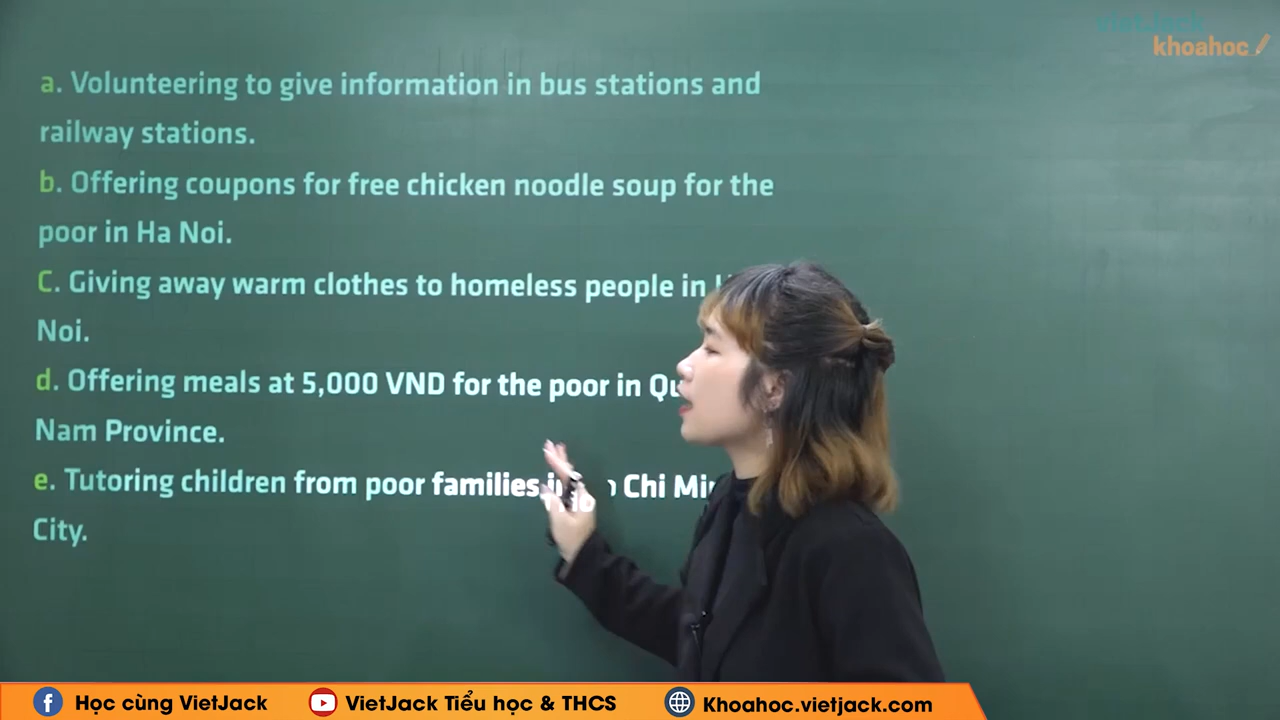 vietJack
khoahoc
a. Volunteering to give information in bus stations and
railway stations.
b. Offering coupons for free chicken noodle soup for the
poor in Ha Noi.
C. Giving away warm clothes to homeless people in
Noi.
d. Offering meals at 5,000 VND for the poor in
Nam Province.
e. Tutoring children from poor families Chi
City.
Học cùng VietJack
VietJack Tiểu học & THCS
Khoahoc.vietjack.com